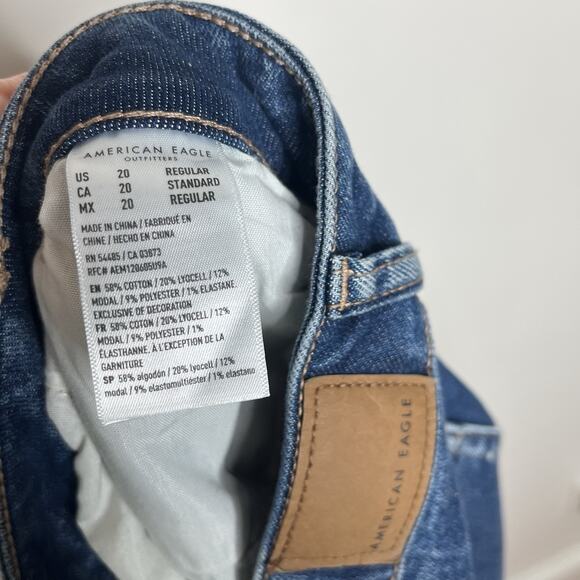 AMERICAN EAGLE
OUTFITTERS
US 20 REGULAR
CA 20 STANDARD
MX 20 REGULAR
MADE IN CHINA / FABRIQUÉ EN
CHINE / HECHO EN CHINA
RN 54485 / CA 03873
RFC# AEM120605U9A
EN 58% COTTON / 20% LYOCELL / 12%
MODAL / 9% POLYESTER / 1% ELASTANE.
EXCLUSIVE OF DECORATION
FR 58% COTON / 20% LYOCELL / 12%
MODAL / 9% POLYESTER / 1%
ÉLASTHANNE. À L'EXCEPTION DE LA
GARNITURE
SP 58% algodón / 20% lyocell / 12%
modal / 9% elastomultiéster / 1% elastano
AMERICAN EAGLE